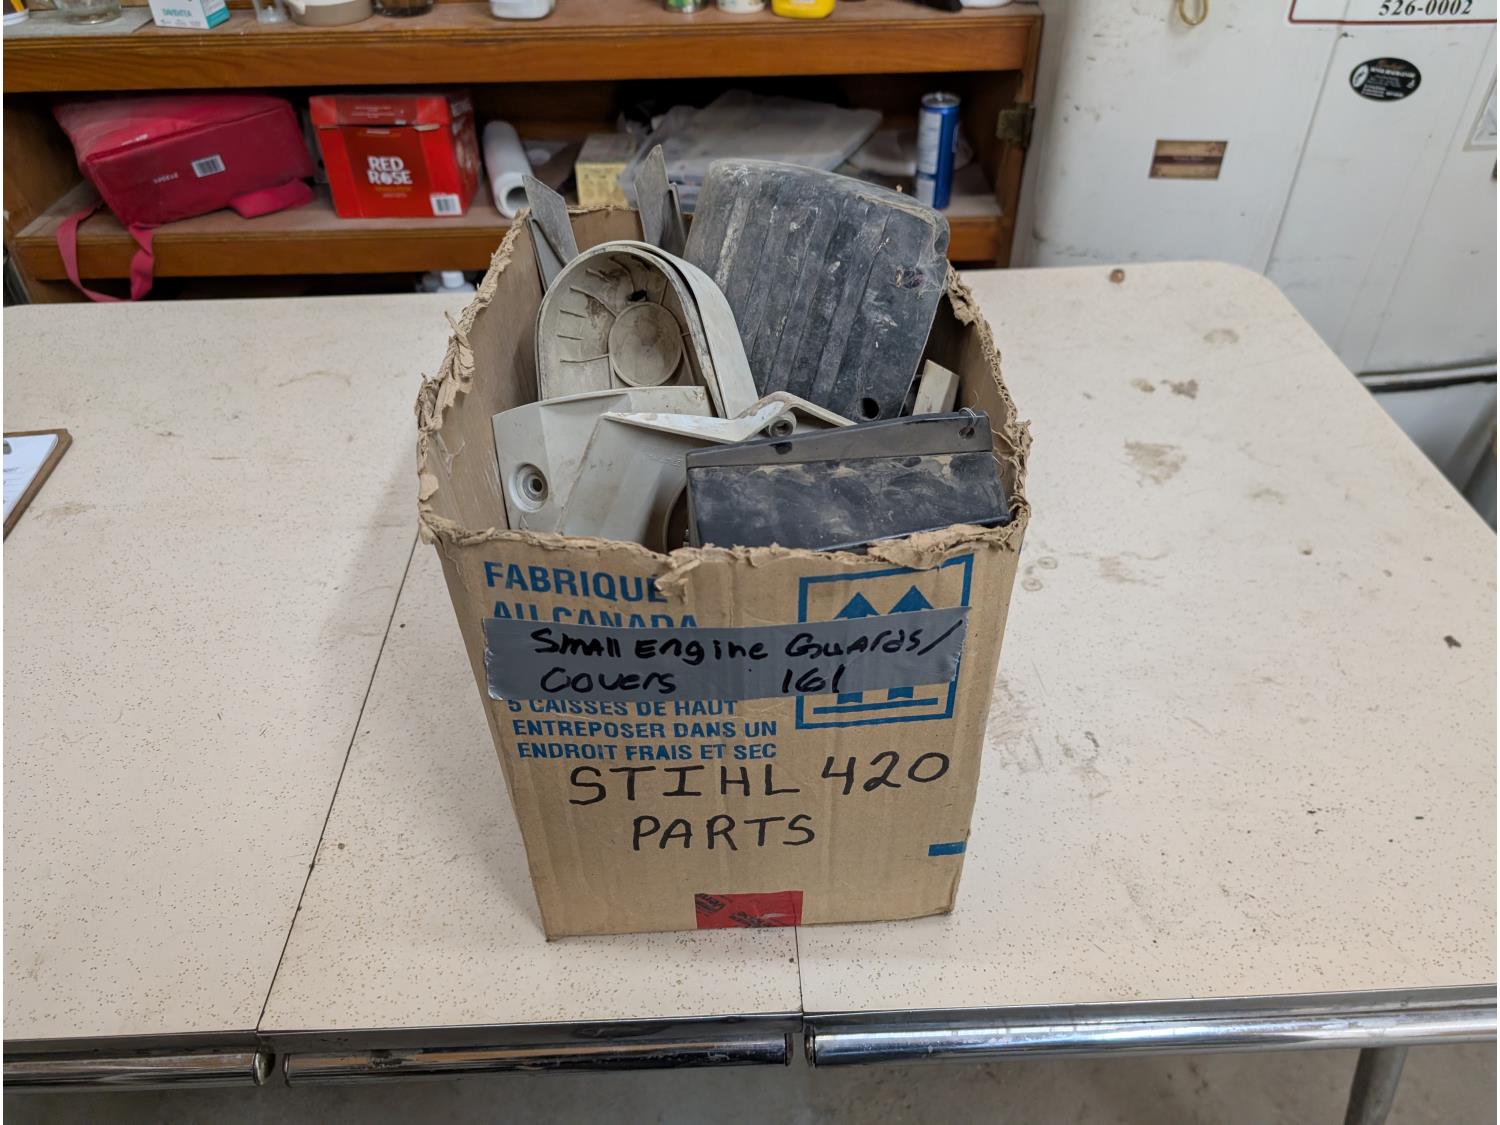 526-0002
RED
ROSE
FABRIQUÉ
AU CANADA
Small Engine Guards/
Covers 161
5 CAISSES DE HAUT
ENTREPOSER DANS UN
ENDROIT FRAIS ET SEC
STIHL 420
PARTS